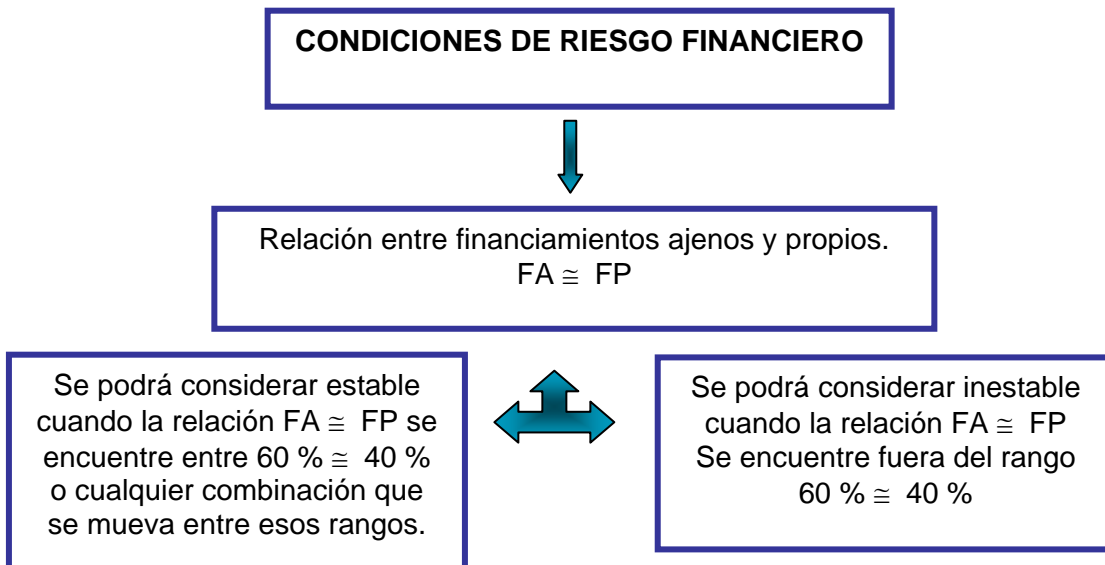 CONDICIONES DE RIESGO FINANCIERO
Relación entre financiamientos ajenos y propios.
FA ≅ FP
Se podrá considerar estable
cuando la relación FA ≅ FP se
encuentre entre 60 % ≅ 40 %
o cualquier combinación que
se mueva entre esos rangos.
Se podrá considerar inestable
cuando la relación FA ≅ FP
Se encuentre fuera del rango
60 % ≅ 40 %